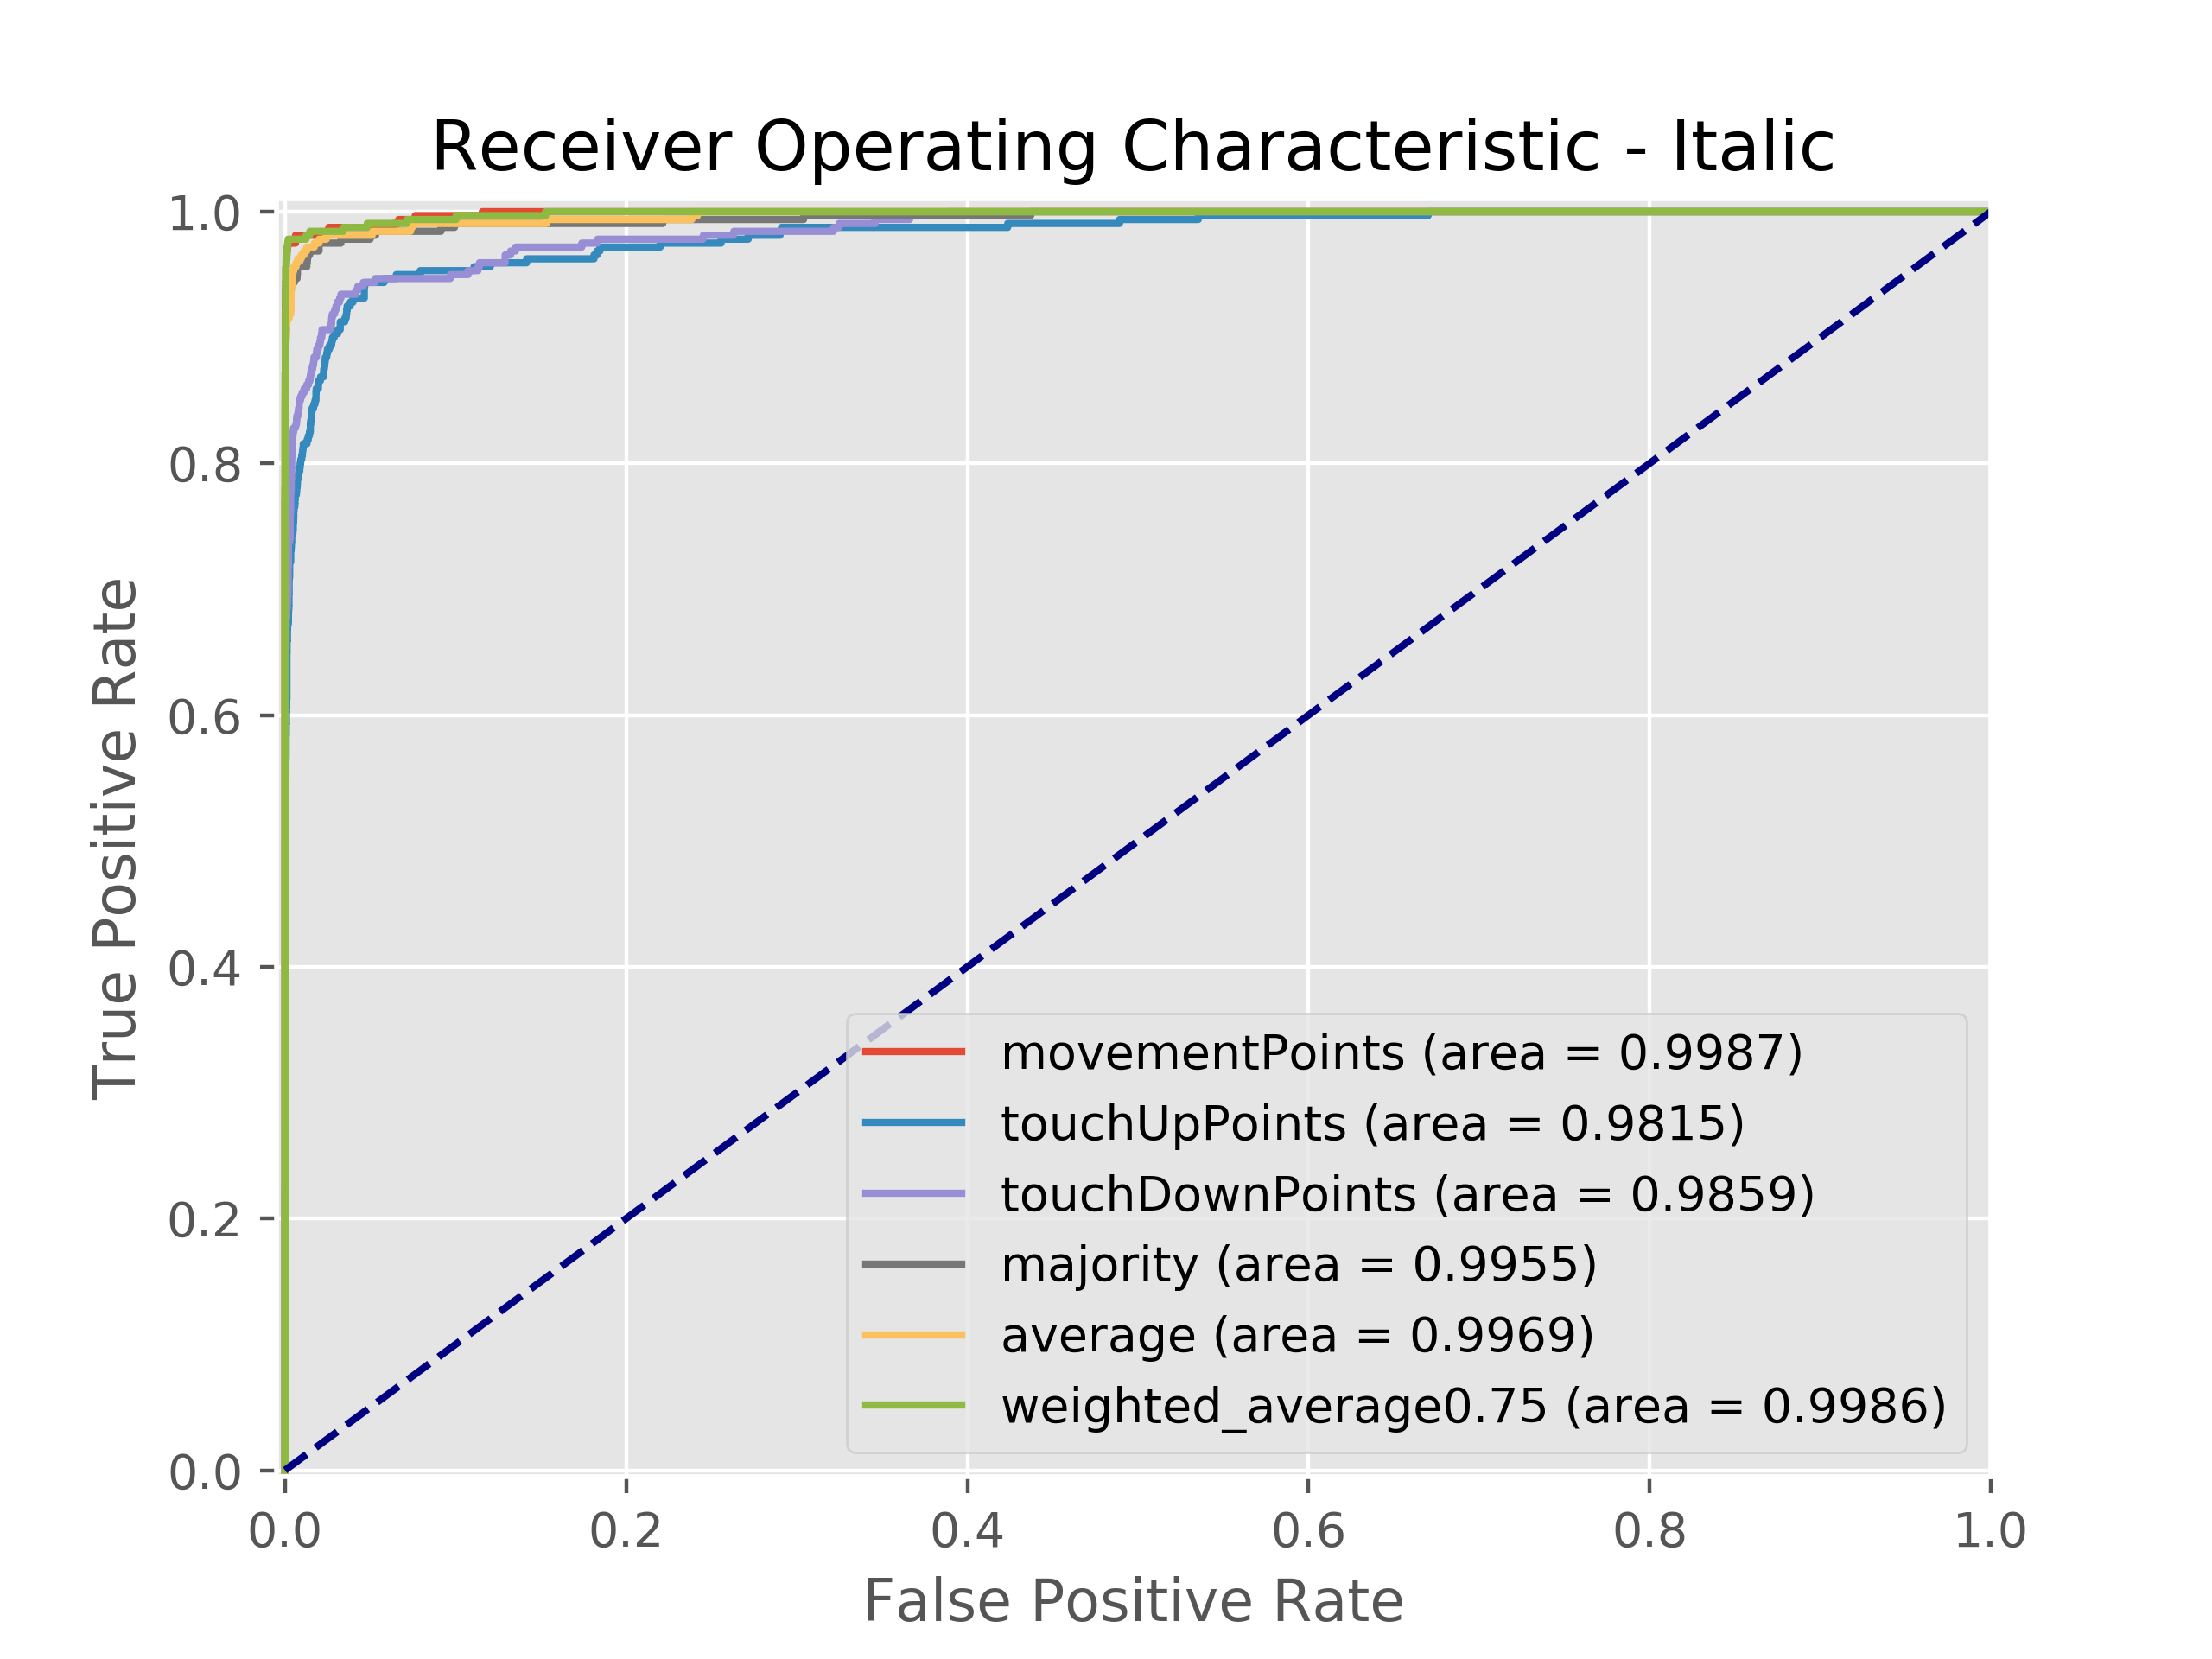 Receiver Operating Characteristic - Italic
True Positive Rate
1.0
0.8
0.6
0.4
0.2
0.0
movementPoints (area = 0.9987)
touchUpPoints (area = 0.9815)
touchDownPoints (area = 0.9859)
majority (area = 0.9955)
average (area = 0.9969)
weighted_average0.75 (area = 0.9986)
0.0 0.2 0.4 0.6 0.8 1.0
False Positive Rate